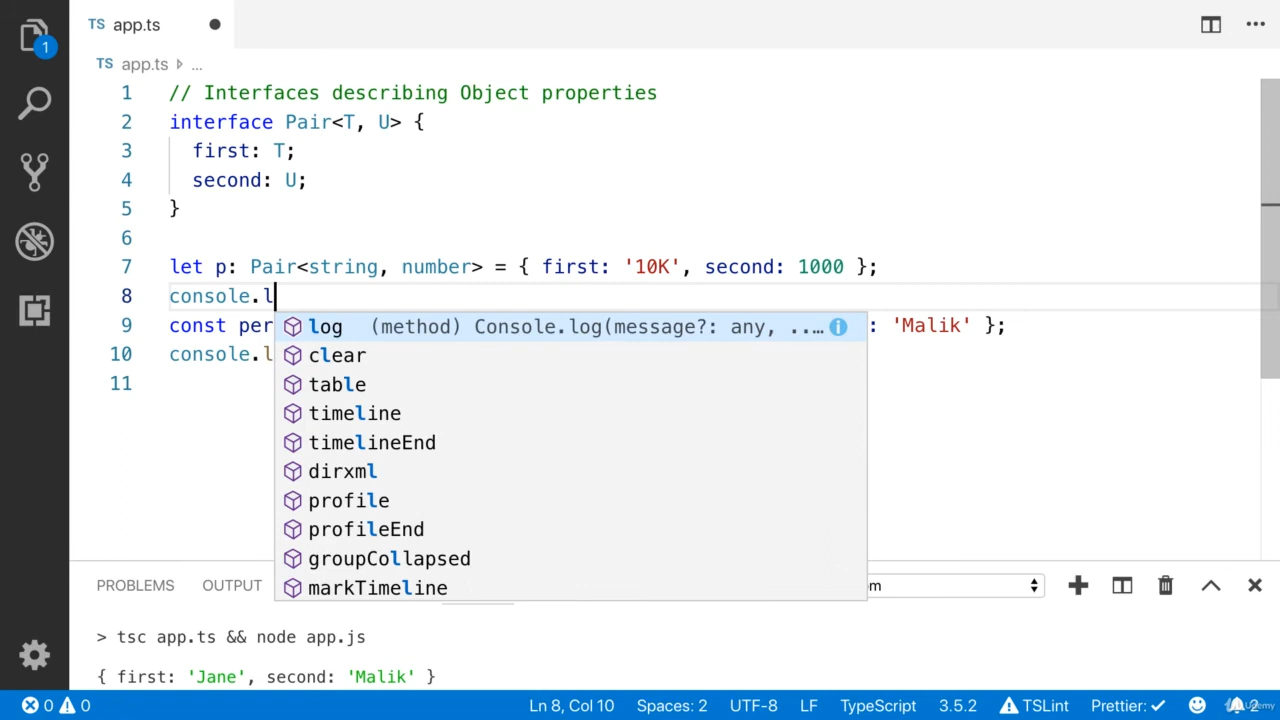 TS app.ts
1
TS app.ts ...
1 // Interfaces describing Object properties
2 interface Pair<T, U> {
3 first: T;
4 second: U;
5 }
6
7 let p: Pair<string, number> = { first: '10K', second: 1000 };
8 console.l
9 const per : 'Malik' };
10 console.l
11
log (method) Console.log(message?: any, ..…
clear
table
timeline
timelineEnd
dirxml
profile
profileEnd
groupCollapsed
markTimeline
PROBLEMS OUTPUT m
> tsc app.ts && node app.js
{ first: 'Jane', second: 'Malik' }
0 0 Ln 8, Col 10 Spaces: 2 UTF-8 LF TypeScript 3.5.2 TSLint Prettier: 2